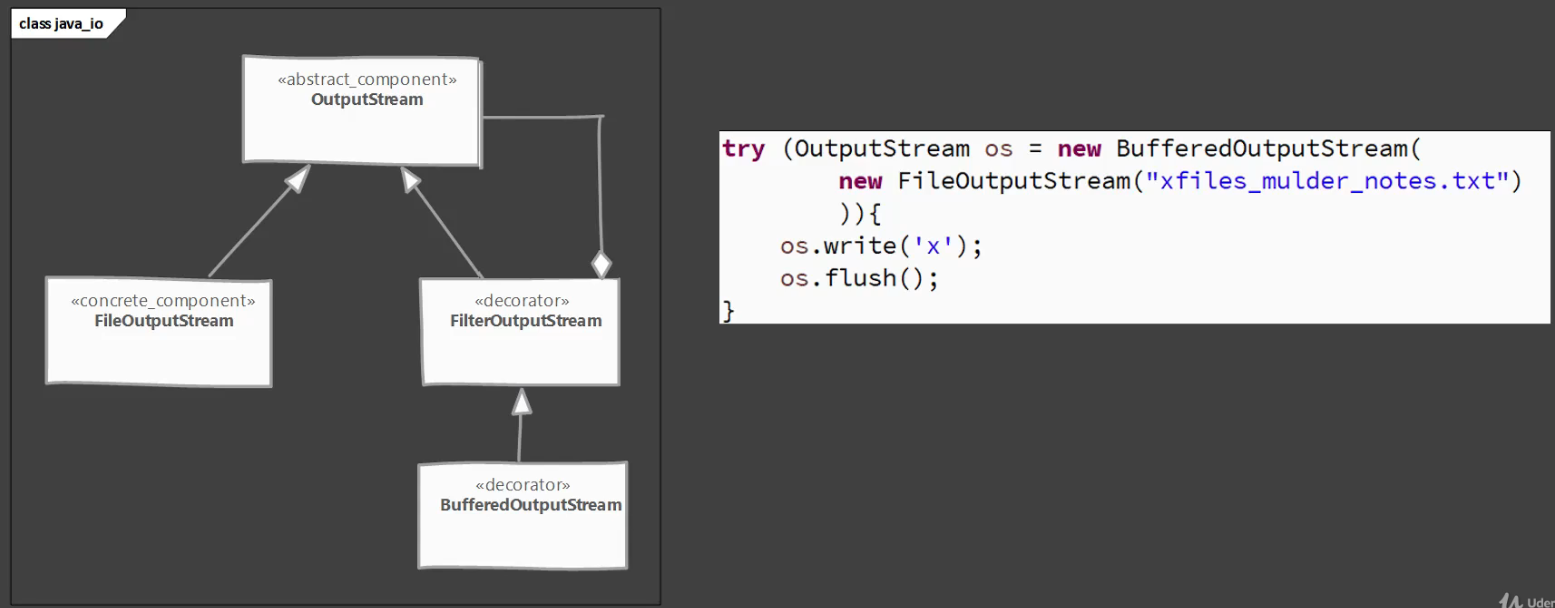 class java_io
«abstract_component»
OutputStream
«concrete_component»
FileOutputStream
«decorator»
FilterOutputStream
«decorator»
BufferedOutputStream
try (OutputStream os = new BufferedOutputStream(
new FileOutputStream("xfiles_mulder_notes.txt")
)){
os.write('x');
os.flush();
}